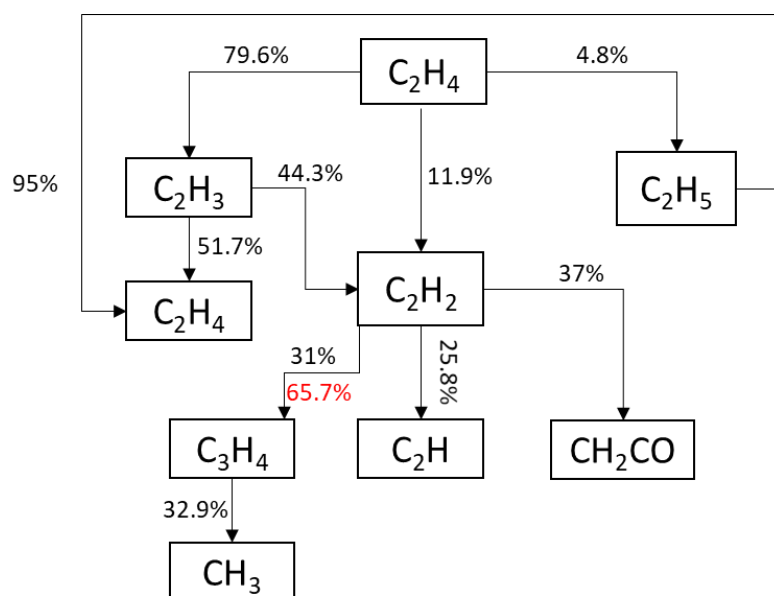 79.6%
C₂H₄
4.8%
95%
C₂H₃
44.3%
11.9%
C₂H₅
51.7%
C₂H₄
C₂H₂
37%
31%
65.7%
25.8%
C₃H₄
C₂H
CH₂CO
32.9%
CH₃